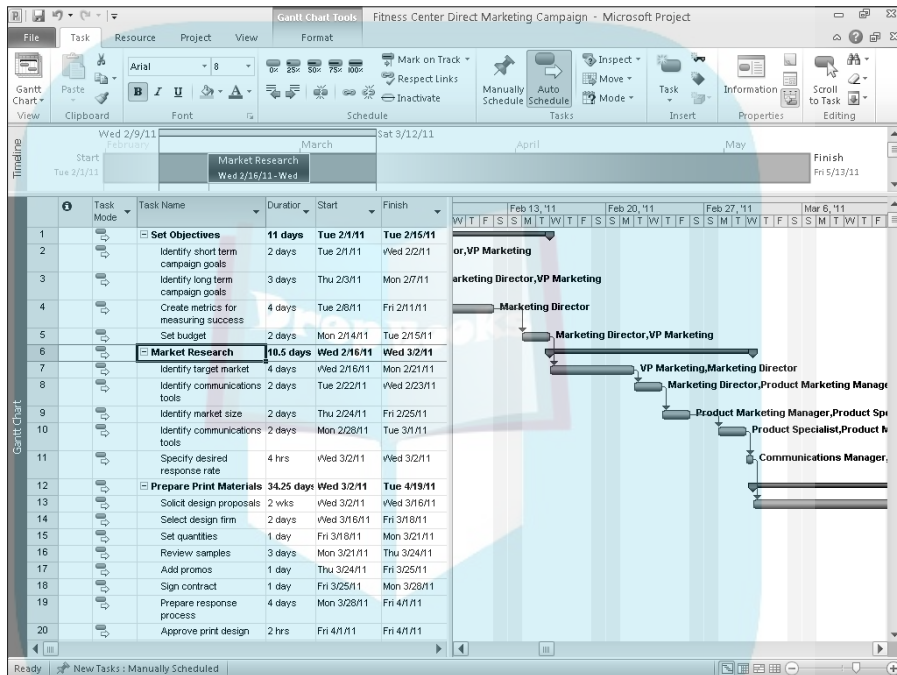 Gantt Chart Tools Fitness Center Direct Marketing Campaign - Microsoft Project
File Task Resource Project View Format
Gantt Chart
View
Paste
Clipboard
Arial 8
B I U A
Font
0% 25% 50% 75% 100%
Mark on Track
Respect Links
Inactivate
Schedule
Manually Schedule
Auto Schedule
Inspect
Move
Mode
Tasks
Task
Insert
Information
Properties
Scroll to Task
Editing
Timeline
Wed 2/9/11 Sat 3/12/11
February March April May
Start
Tue 2/1/11
Market Research
Wed 2/16/11 - Wed
Finish
Fri 5/13/11
Task Mode Task Name Duration Start Finish
Feb 13, '11 Feb 20, '11 Feb 27, '11 Mar 6, '11
W T F S S M T W T F S S M T W T F S S M T W T F S S M T W T F
1 Set Objectives 11 days Tue 2/1/11 Tue 2/15/11
2 Identify short term campaign goals 2 days Tue 2/1/11 Wed 2/2/11 or,VP Marketing
3 Identify long term campaign goals 3 days Thu 2/3/11 Mon 2/7/11 arketing Director,VP Marketing
4 Create metrics for measuring success 4 days Tue 2/8/11 Fri 2/11/11 Marketing Director
5 Set budget 2 days Mon 2/14/11 Tue 2/15/11 Marketing Director,VP Marketing
6 Market Research 10.5 days Wed 2/16/11 Wed 3/2/11
7 Identify target market 4 days Wed 2/16/11 Mon 2/21/11 VP Marketing,Marketing Director
8 Identify communications tools 2 days Tue 2/22/11 Wed 2/23/11 Marketing Director,Product Marketing Manage
9 Identify market size 2 days Thu 2/24/11 Fri 2/25/11 Product Marketing Manager,Product Spe
10 Identify communications tools 2 days Mon 2/28/11 Tue 3/1/11 Product Specialist,Product M
11 Specify desired response rate 4 hrs Wed 3/2/11 Wed 3/2/11 Communications Manager,
12 Prepare Print Materials 34.25 days Wed 3/2/11 Tue 4/19/11
13 Solicit design proposals 2 wks Wed 3/2/11 Wed 3/16/11
14 Select design firm 2 days Wed 3/16/11 Fri 3/18/11
15 Set quantities 1 day Fri 3/18/11 Mon 3/21/11
16 Review samples 3 days Mon 3/21/11 Thu 3/24/11
17 Add promos 1 day Thu 3/24/11 Fri 3/25/11
18 Sign contract 1 day Fri 3/25/11 Mon 3/28/11
19 Prepare response process 4 days Mon 3/28/11 Fri 4/1/11
20 Approve print design 2 hrs Fri 4/1/11 Fri 4/1/11
Gantt Chart
Ready New Tasks : Manually Scheduled